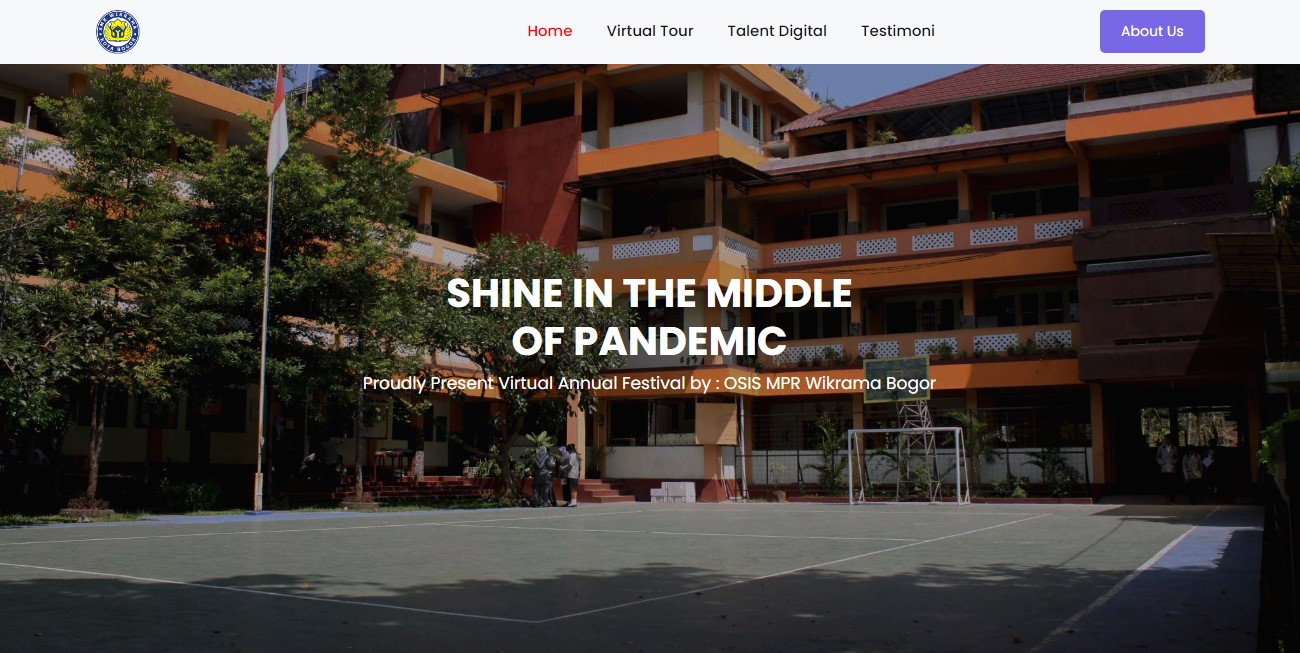 Home Virtual Tour Talent Digital Testimoni About Us
SHINE IN THE MIDDLE
OF PANDEMIC
Proudly Present Virtual Annual Festival by : OSIS MPR Wikrama Bogor